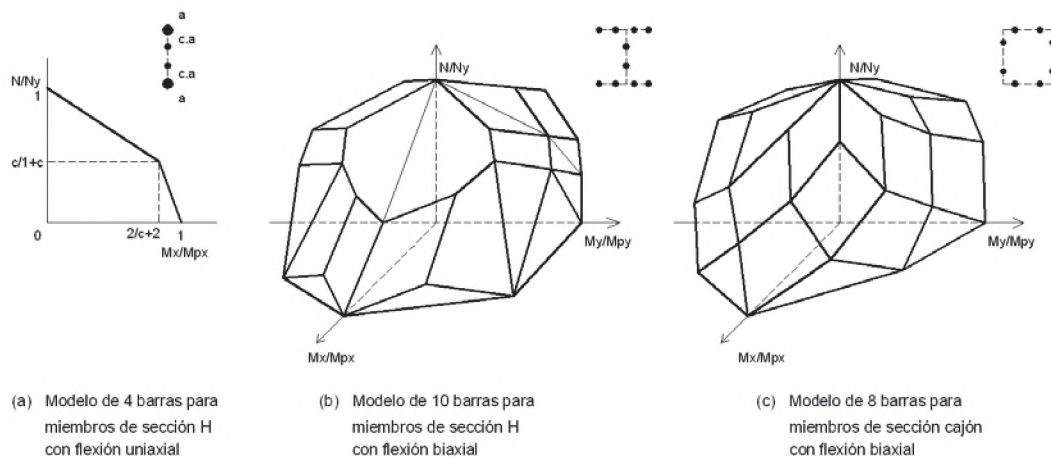 a
c.a
c.a
a
N/Ny
1
c/1+c
0
2/c+2
1
Mx/Mpx
N/Ny
My/Mpy
Mx/Mpx
N/Ny
My/Mpy
Mx/Mpx
(a) Modelo de 4 barras para
miembros de sección H
con flexión uniaxial
(b) Modelo de 10 barras para
miembros de sección H
con flexión biaxial
(c) Modelo de 8 barras para
miembros de sección cajón
con flexión biaxial